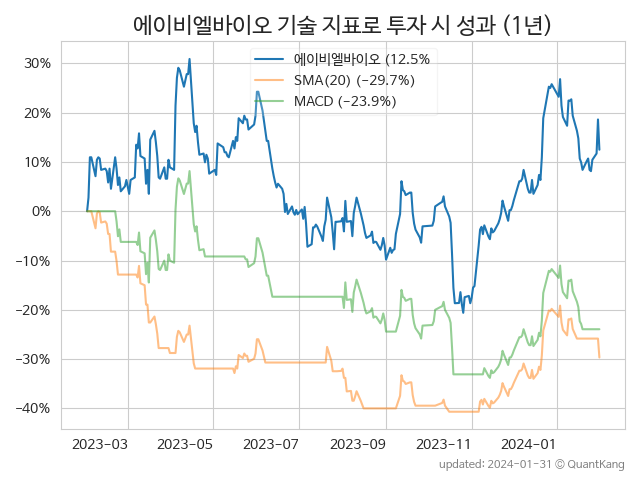 에이비엘바이오 기술 지표로 투자 시 성과 (1년)
에이비엘바이오 (12.5%
SMA(20) (−29.7%)
MACD (−23.9%)
30%
20%
10%
0%
−10%
−20%
−30%
−40%
2023-03 2023-05 2023-07 2023-09 2023-11 2024-01
updated: 2024-01-31 © QuantKang